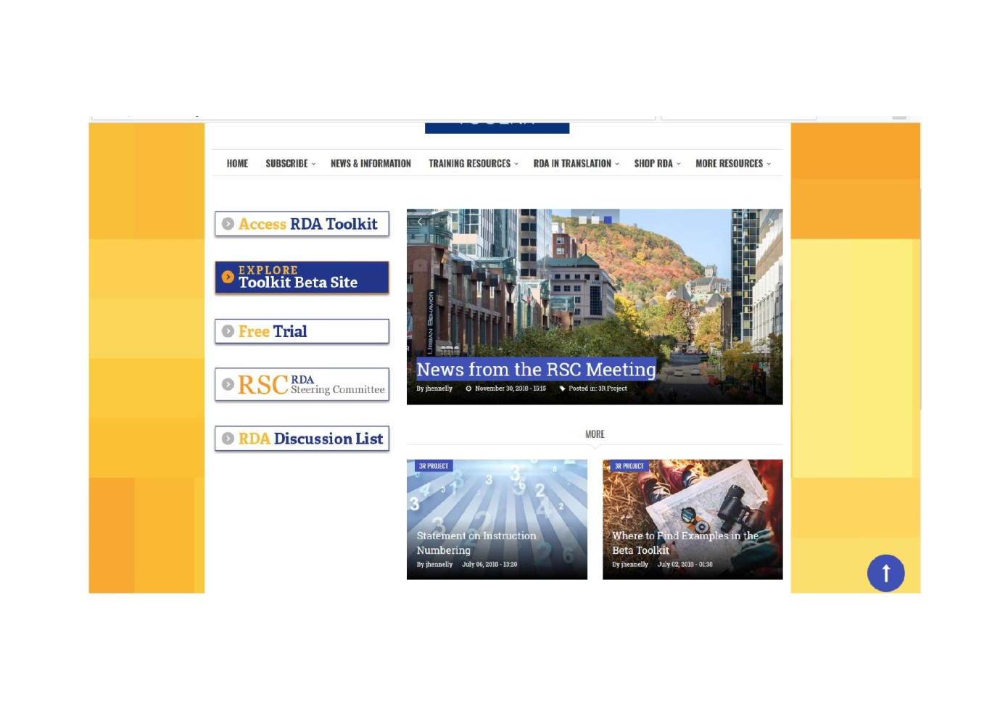 HOME SUBSCRIBE NEWS & INFORMATION TRAINING RESOURCES RDA IN TRANSLATION SHOP RDA MORE RESOURCES
Access RDA Toolkit
EXPLORE
Toolkit Beta Site
Free Trial
RSC RDA
Steering Committee
RDA Discussion List
URBAN BEHAVIOR
News from the RSC Meeting
By jhennelly November 30, 2018 - 15:15 Posted in: 3R Project
MORE
3R PROJECT
Statement on Instruction
Numbering
By jhennelly July 06, 2018 - 13:20
3R PROJECT
Where to Find Examples in the
Beta Toolkit
By jhennelly July 02, 2018 - 01:38